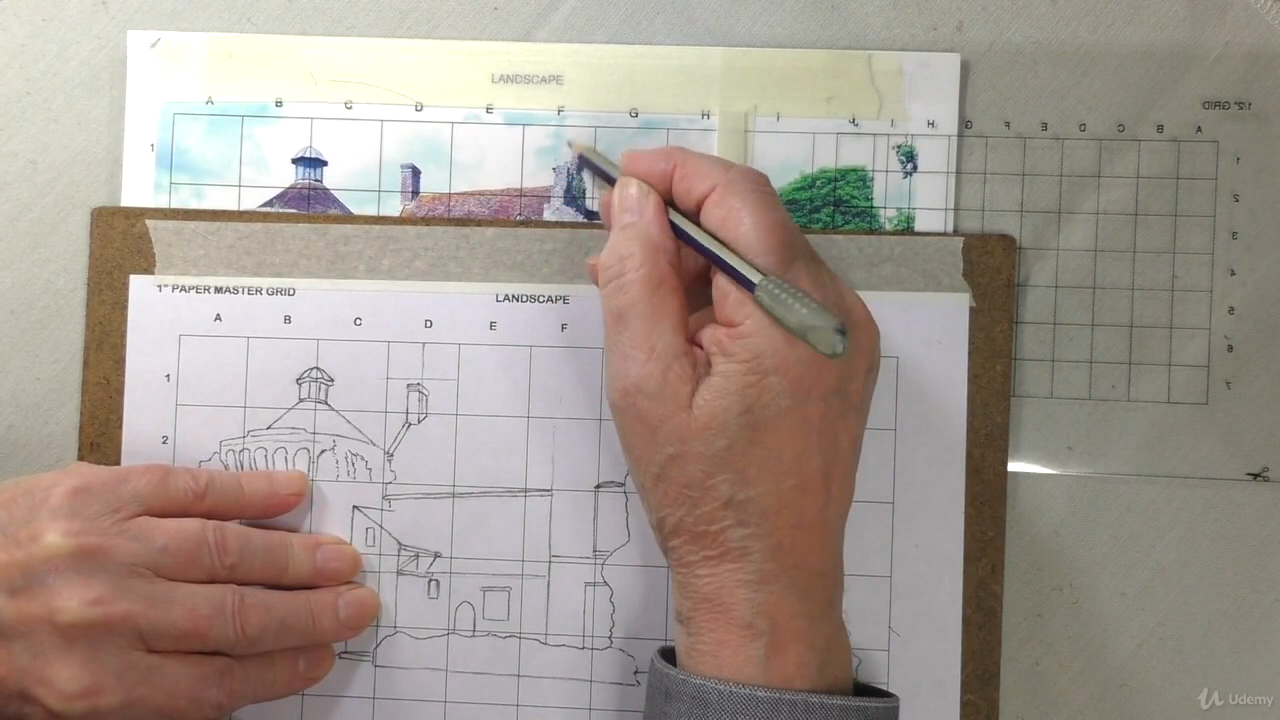 LANDSCAPE
A B C D E F G H I J I H G F E D C B A
1/2" GRID
1
1
2
3
4
5
6
7
1" PAPER MASTER GRID
LANDSCAPE
A B C D E F
1
2
Udemy